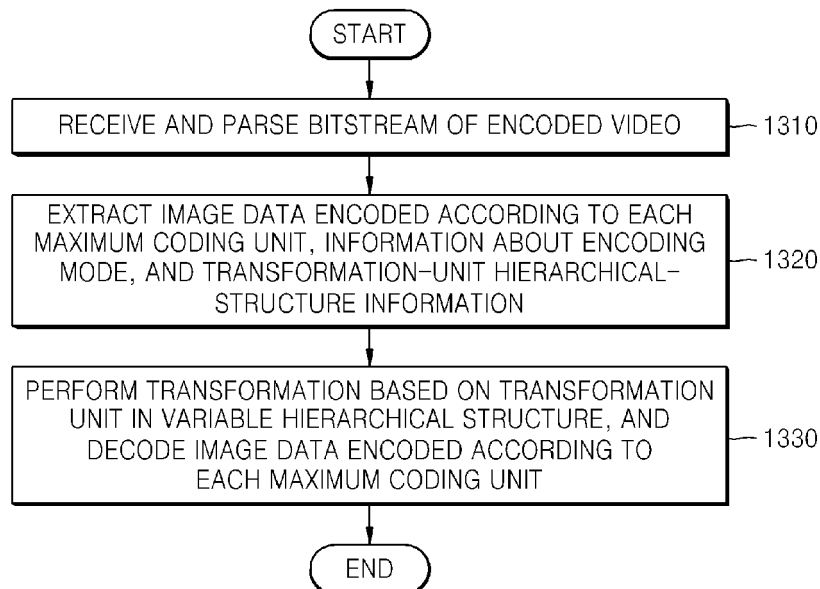 START
RECEIVE AND PARSE BITSTREAM OF ENCODED VIDEO
1310
EXTRACT IMAGE DATA ENCODED ACCORDING TO EACH
MAXIMUM CODING UNIT, INFORMATION ABOUT ENCODING
MODE, AND TRANSFORMATION-UNIT HIERARCHICAL-
STRUCTURE INFORMATION
1320
PERFORM TRANSFORMATION BASED ON TRANSFORMATION
UNIT IN VARIABLE HIERARCHICAL STRUCTURE, AND
DECODE IMAGE DATA ENCODED ACCORDING TO
EACH MAXIMUM CODING UNIT
1330
END